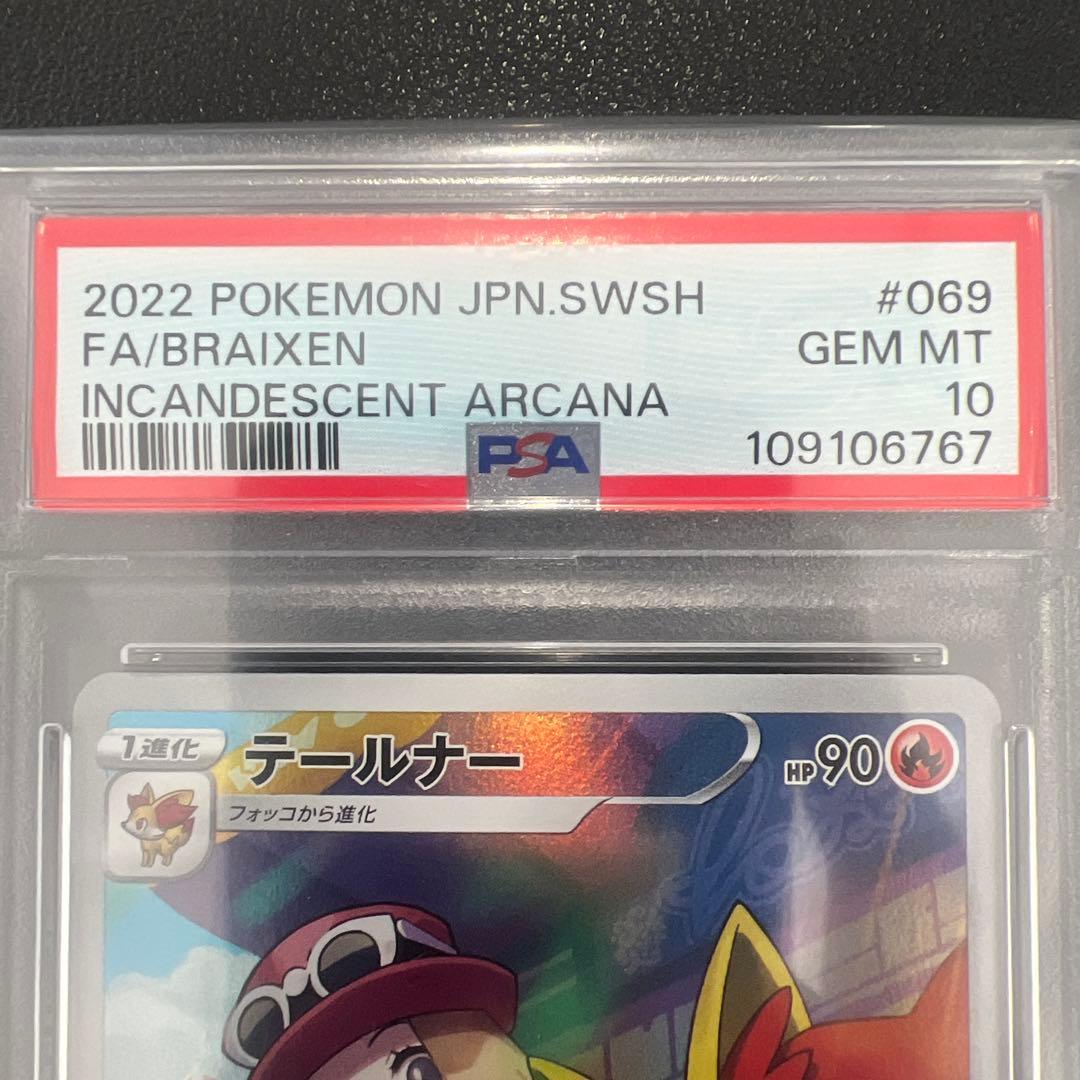 2022 POKEMON JPN.SWSH #069
FA/BRAIXEN GEM MT
INCANDESCENT ARCANA 10
PSA 109106767
1進化 テールナー HP90
フォッコから進化